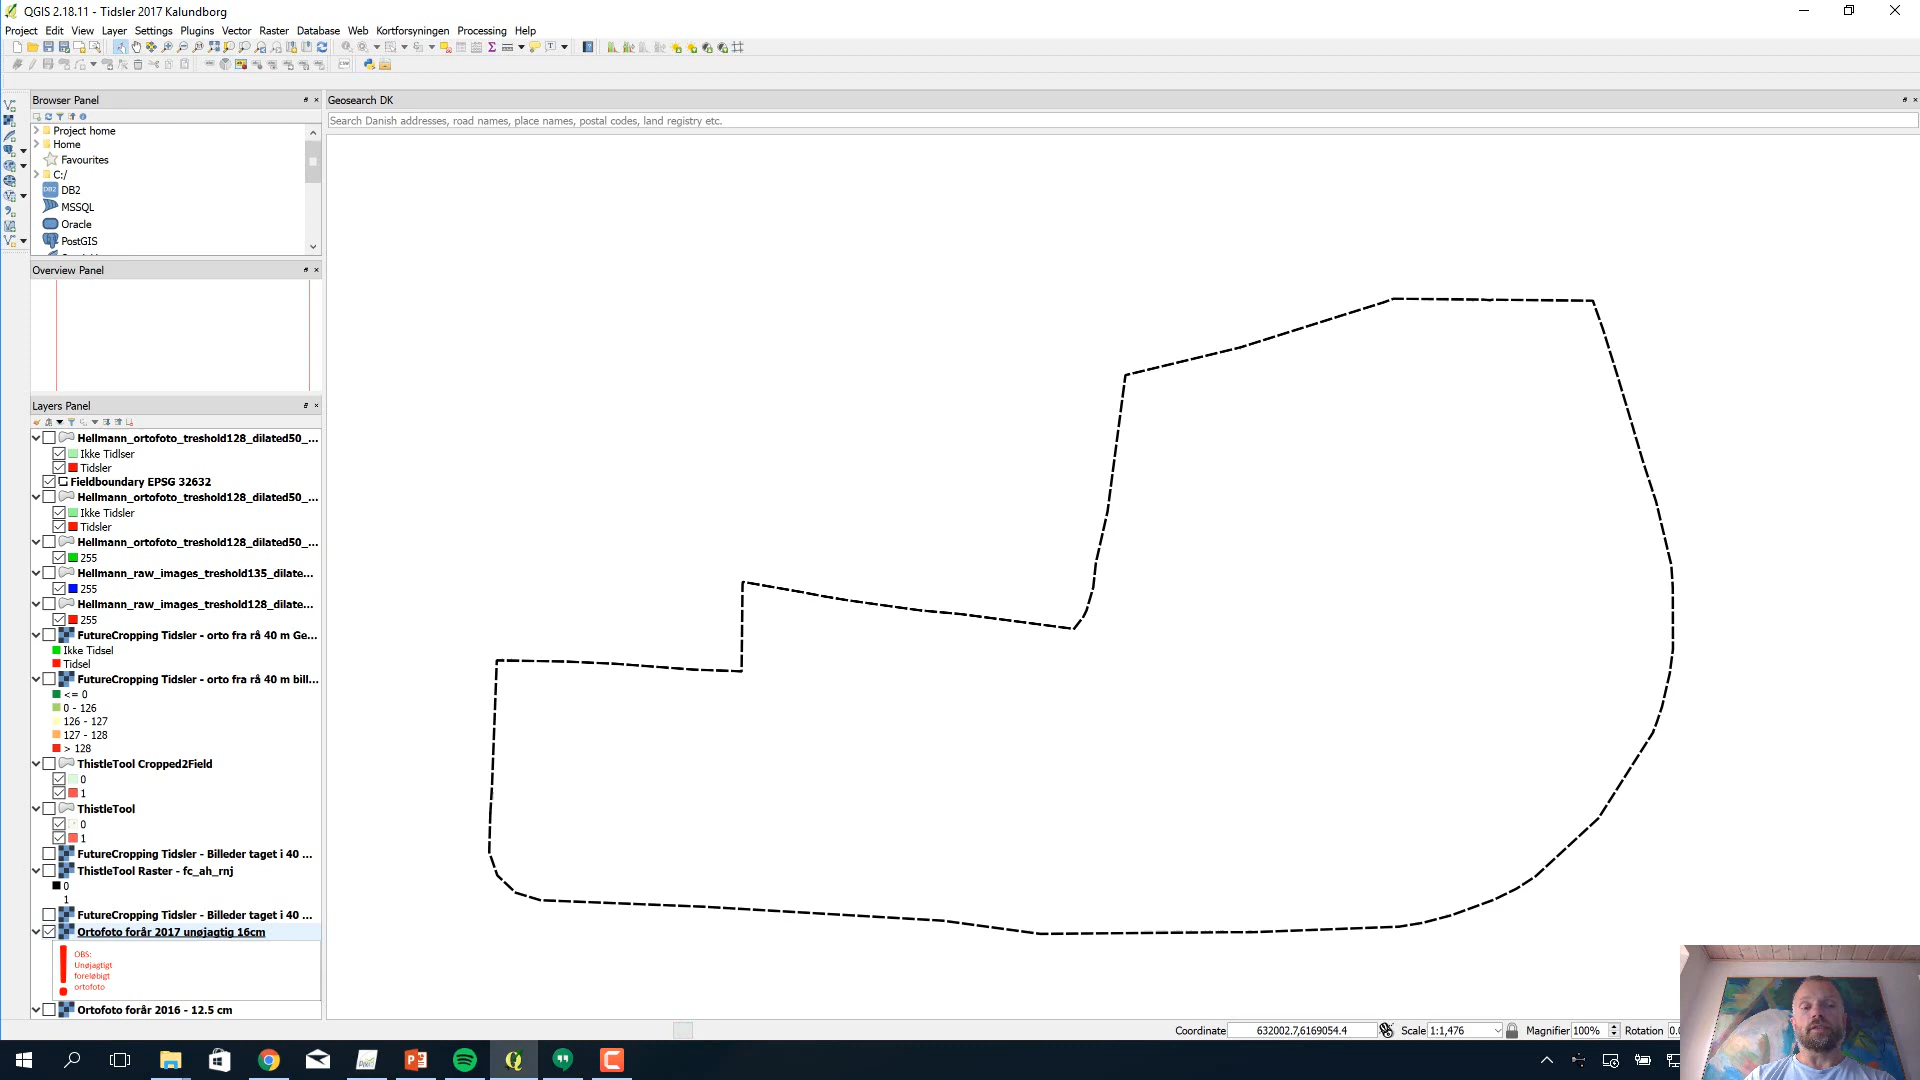 QGIS 2.18.11 - Tidsler 2017 Kalundborg
Project Edit View Layer Settings Plugins Vector Raster Database Web Kortforsyningen Processing Help
Browser Panel
Project home
Home
Favourites
C:/
DB2
MSSQL
Oracle
PostGIS
Overview Panel
Layers Panel
Hellmann_ortofoto_treshold128_dilated50_...
Ikke Tidlser
Tidsler
Fieldboundary EPSG 32632
Hellmann_ortofoto_treshold128_dilated50_...
Ikke Tidsler
Tidsler
Hellmann_ortofoto_treshold128_dilated50_...
255
Hellmann_raw_images_treshold135_dilate...
255
Hellmann_raw_images_treshold128_dilate...
255
FutureCropping Tidsler - orto fra rå 40 m Ge...
Ikke Tidsel
Tidsel
FutureCropping Tidsler - orto fra rå 40 m bill...
<= 0
0 - 126
126 - 127
127 - 128
> 128
ThistleTool Cropped2Field
0
1
ThistleTool
0
1
FutureCropping Tidsler - Billeder taget i 40 ...
ThistleTool Raster - fc_ah_rnj
0
1
FutureCropping Tidsler - Billeder taget i 40 ...
Ortofoto forår 2017 unøjagtig 16cm
OBS:
Unøjagtigt
foreløbigt
ortofoto
Ortofoto forår 2016 - 12.5 cm
Geosearch DK
Search Danish addresses, road names, place names, postal codes, land registry etc.
Coordinate 632002.7,6169054.4 Scale 1:1,476 Magnifier 100% Rotation 0.